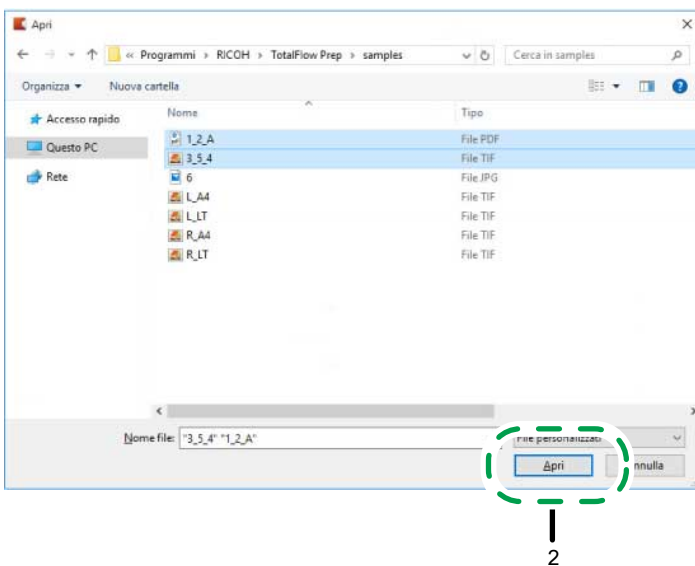 Apri
« Programmi › RICOH › TotalFlow Prep › samples
Cerca in samples
Organizza
Nuova cartella
Accesso rapido
Questo PC
Rete
Nome Tipo
1_2_A File PDF
3_5_4 File TIF
6 File JPG
L_A4 File TIF
L_LT File TIF
R_A4 File TIF
R_LT File TIF
Nome file: "3_5_4" "1_2_A"
File personalizzati
Apri
nnulla
2